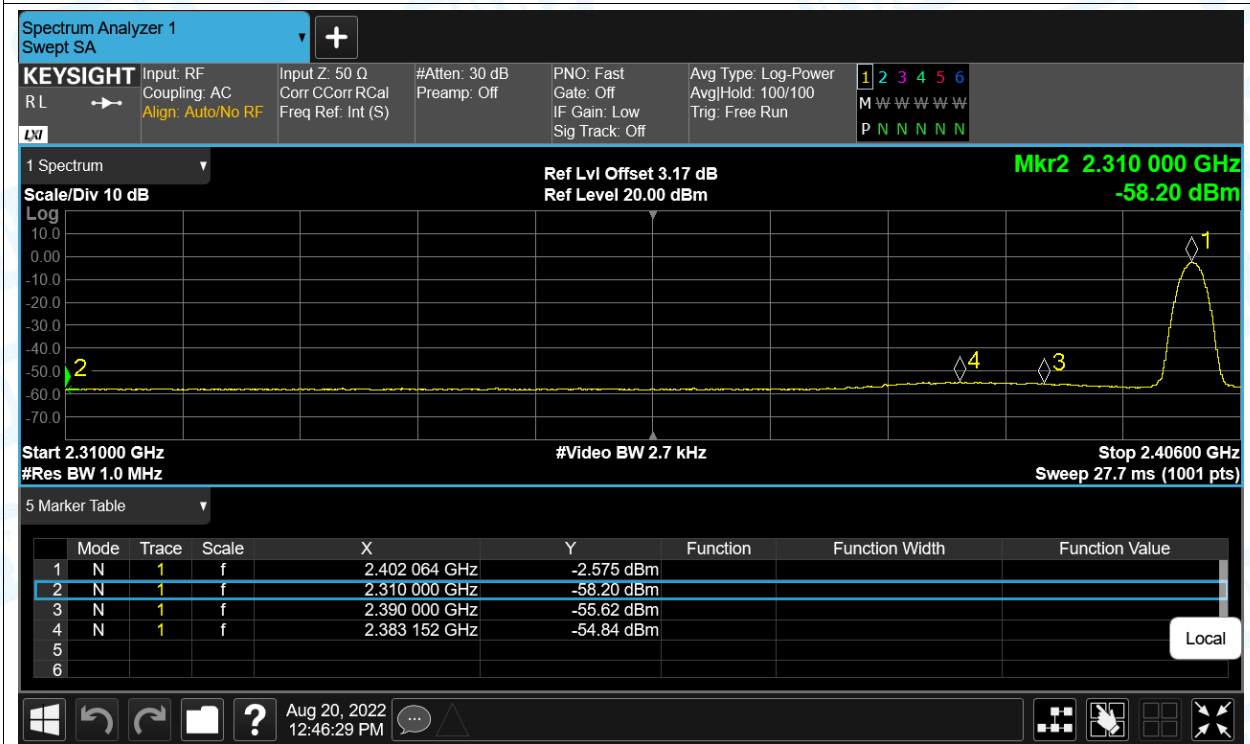 Spectrum Analyzer 1
Swept SA
KEYSIGHT
R L
LXI
Input: RF
Coupling: AC
Align: Auto/No RF
Input Z: 50 Ω
Corr CCorr RCal
Freq Ref: Int (S)
#Atten: 30 dB
Preamp: Off
PNO: Fast
Gate: Off
IF Gain: Low
Sig Track: Off
Avg Type: Log-Power
Avg|Hold: 100/100
Trig: Free Run
1 2 3 4 5 6
M W W W W W
P N N N N N
1 Spectrum
Scale/Div 10 dB
Ref Lvl Offset 3.17 dB
Ref Level 20.00 dBm
Mkr2 2.310 000 GHz
-58.20 dBm
Log
10.0
0.00
-10.0
-20.0
-30.0
-40.0
-50.0
-60.0
-70.0
1
2
4
3
Start 2.31000 GHz
#Video BW 2.7 kHz
Stop 2.40600 GHz
#Res BW 1.0 MHz
Sweep 27.7 ms (1001 pts)
5 Marker Table
Mode Trace Scale X Y Function Function Width Function Value
1 N 1 f 2.402 064 GHz -2.575 dBm
2 N 1 f 2.310 000 GHz -58.20 dBm
3 N 1 f 2.390 000 GHz -55.62 dBm
4 N 1 f 2.383 152 GHz -54.84 dBm
5
6
Local
?
Aug 20, 2022
12:46:29 PM